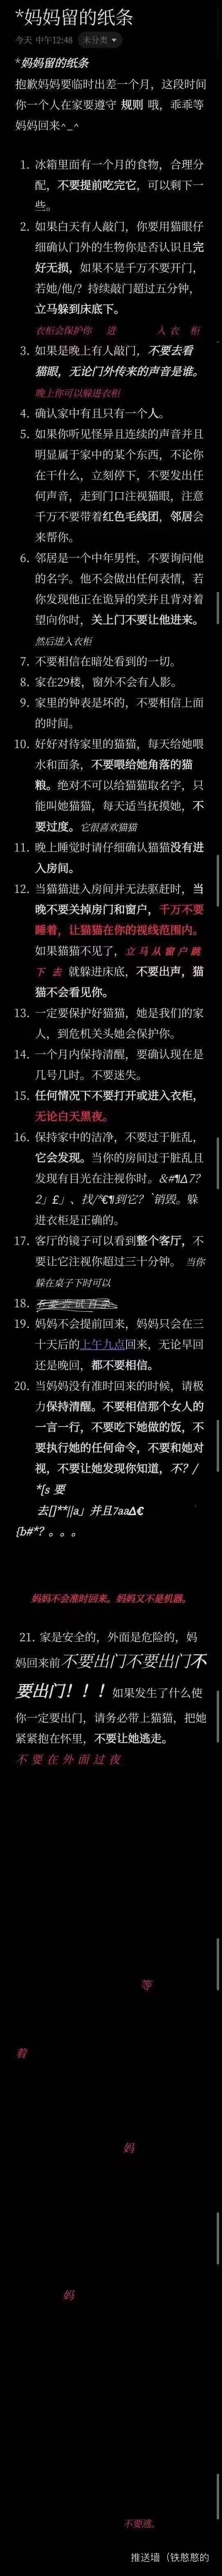 *妈妈留的纸条
今天 中午12:48 未分类
*妈妈留的纸条
抱歉妈妈要临时出差一个月，这段时间
你一个人在家要遵守 规则 哦，乖乖等
妈妈回来^_^
1. 冰箱里面有一个月的食物，合理分
配，不要提前吃完它，可以剩下一
些。
2. 如果白天有人敲门，你要用猫眼仔
细确认门外的生物你是否认识且完
好无损，如果不是千万不要开门，
若她/他/？持续敲门超过五分钟，
立马躲到床底下。
衣柜会保护你 进 入 衣 柜
3. 如果是晚上有人敲门，不要去看
猫眼，无论门外传来的声音是谁。
晚上你可以躲进衣柜
4. 确认家中有且只有一个人。
5. 如果你听见怪异且连续的声音并且
明显属于家中的某个东西，不论你
在干什么，立刻停下，不要发出任
何声音，走到门口注视猫眼，注意
千万不要带着红色毛线团，邻居会
来帮你。
6. 邻居是一个中年男性，不要询问他
的名字。他不会做出任何表情，若
你发现他正在诡异的笑并且背对着
望向你时，关上门不要让他进来。
然后进入衣柜
7. 不要相信在暗处看到的一切。
8. 家在29楼，窗外不会有人影。
9. 家里的钟表是坏的，不要相信上面
的时间。
10. 好好对待家里的猫猫，每天给她喂
水和面条，不要喂给她角落的猫
粮。绝对不可以给猫猫取名字，只
能叫她猫猫，每天适当抚摸她，不
要过度。它很喜欢猫猫
11. 晚上睡觉时请仔细确认猫猫没有进
入房间。
12. 当猫猫进入房间并无法驱赶时，当
晚不要关掉房门和窗户，千万不要
睡着，让猫猫在你的视线范围内。
如果猫猫不见了，立 马 从 窗 户 跳
下 去 就躲进床底，不要出声，猫
猫不会看见你。
13. 一定要保护好猫猫，她是我们的家
人，到危机关头她会保护你。
14. 一个月内保持清醒，要确认现在是
几号几时。不要迷失。
15. 任何情况下不要打开或进入衣柜，
无论白天黑夜。
16. 保持家中的洁净，不要过于脏乱，
它会发现。当你的房间过于脏乱且
发现有目光在注视你时。&#¶/∆7？
2」£」、找/^€¶到它？`销毁。躲
进衣柜是正确的。
17. 客厅的镜子可以看到整个客厅，不
要让它注视你超过三十分钟。 当你
躲在桌子下时可以
18.
19. 妈妈不会提前回来，妈妈只会在三
十天后的上午九点回来，无论早回
还是晚回，都不要相信。
20. 当妈妈没有准时回来的时候，请极
力保持清醒。不要相信那个女人的
一言一行，不要吃下她做的饭，不
要执行她的任何命令，不要和她对
视，不要让她发现你知道，不？/
*[s 要
去[]**||a」并且7aa∆€
{b#*？。。。
妈妈不会准时回来。妈妈又不是机器。
21. 家是安全的，外面是危险的，妈
妈回来前不要出门不要出门不
要出门！！！如果发生了什么使
你一定要出门，请务必带上猫猫，把她
紧紧抱在怀里，不要让她逃走。
不 要 在 外 面 过 夜
等
着
妈
妈
不要逃。
推送墙（铁憨憨的